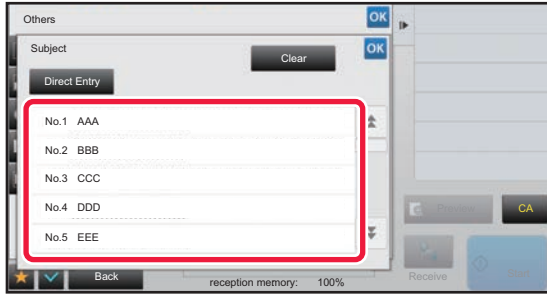 Others OK
Subject Clear OK
Direct Entry
No.1 AAA
No.2 BBB
No.3 CCC
No.4 DDD
No.5 EEE
CA
Back
reception memory: 100%
Receive